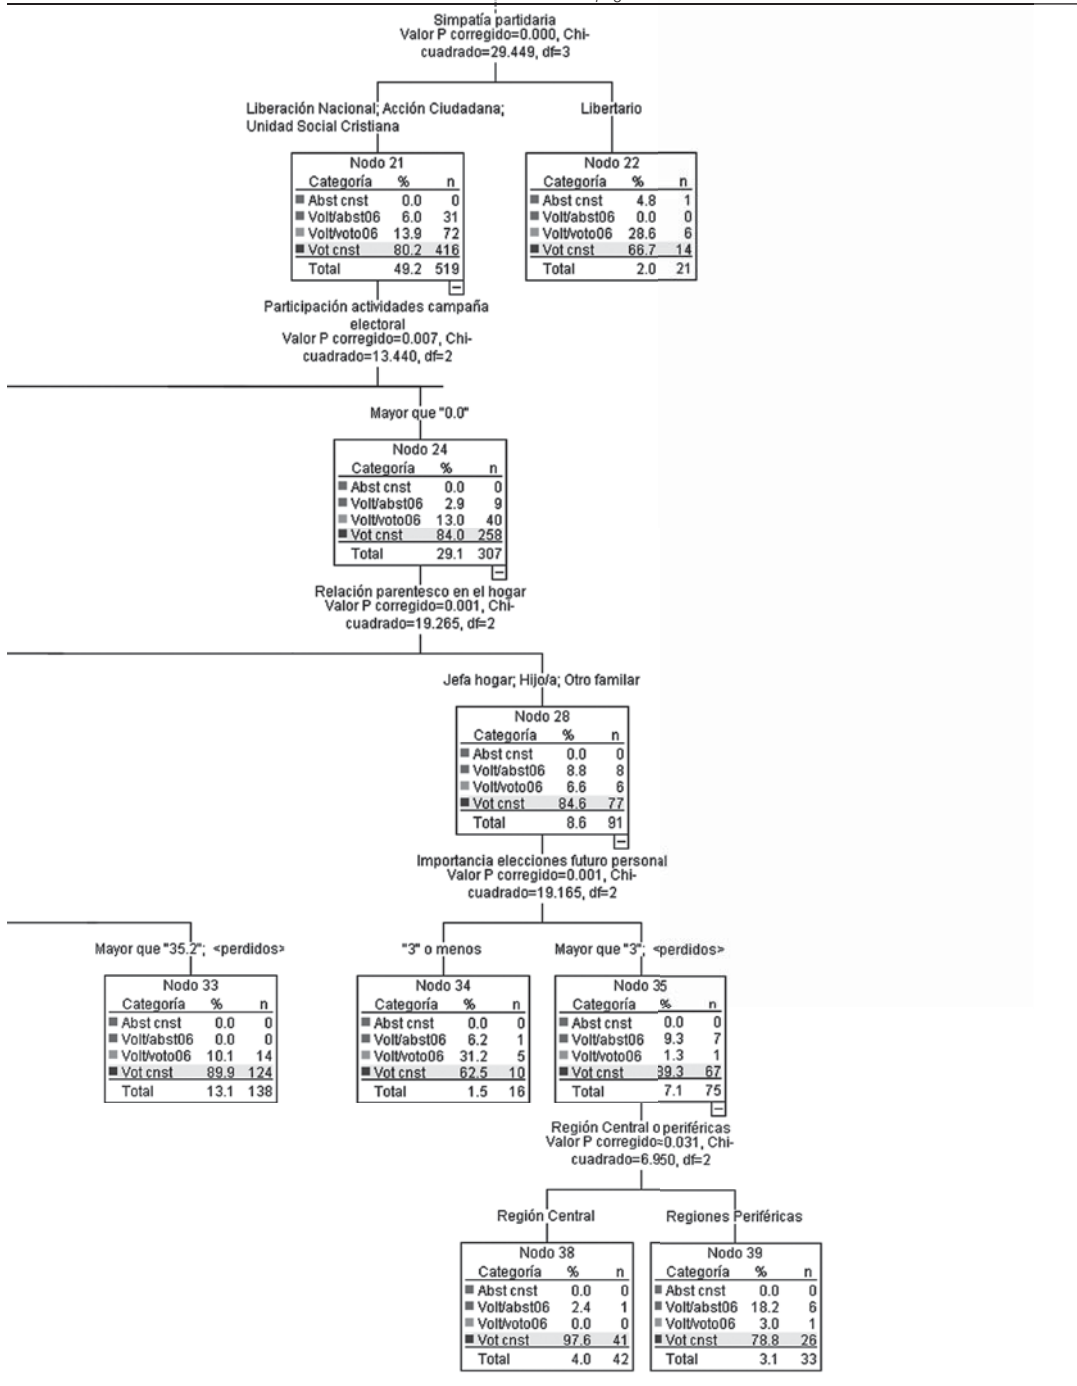 Simpatía partidaria
Valor P corregido=0.000, Chi-
cuadrado=29.449, df=3
Liberación Nacional; Acción Ciudadana;
Unidad Social Cristiana
Libertario
Nodo 21
Categoría % n
Abst cnst 0.0 0
Volt/abst06 6.0 31
Volt/voto06 13.9 72
Vot cnst 80.2 416
Total 49.2 519
Nodo 22
Categoría % n
Abst cnst 4.8 1
Volt/abst06 0.0 0
Volt/voto06 28.6 6
Vot cnst 66.7 14
Total 2.0 21
Participación actividades campaña
electoral
Valor P corregido=0.007, Chi-
cuadrado=13.440, df=2
Mayor que "0.0"
Nodo 24
Categoría % n
Abst cnst 0.0 0
Volt/abst06 2.9 9
Volt/voto06 13.0 40
Vot cnst 84.0 258
Total 29.1 307
Relación parentesco en el hogar
Valor P corregido=0.001, Chi-
cuadrado=19.265, df=2
Jefa hogar; Hijo/a; Otro familar
Nodo 28
Categoría % n
Abst cnst 0.0 0
Volt/abst06 8.8 8
Volt/voto06 6.6 6
Vot cnst 84.6 77
Total 8.6 91
Importancia elecciones futuro personal
Valor P corregido=0.001, Chi-
cuadrado=19.165, df=2
Mayor que "35.2"; <perdidos>
"3" o menos
Mayor que "3"; <perdidos>
Nodo 33
Categoría % n
Abst cnst 0.0 0
Volt/abst06 0.0 0
Volt/voto06 10.1 14
Vot cnst 89.9 124
Total 13.1 138
Nodo 34
Categoría % n
Abst cnst 0.0 0
Volt/abst06 6.2 1
Volt/voto06 31.2 5
Vot cnst 62.5 10
Total 1.5 16
Nodo 35
Categoría % n
Abst cnst 0.0 0
Volt/abst06 9.3 7
Volt/voto06 1.3 1
Vot cnst 89.3 67
Total 7.1 75
Región Central o periféricas
Valor P corregido=0.031, Chi-
cuadrado=6.950, df=2
Región Central
Regiones Periféricas
Nodo 38
Categoría % n
Abst cnst 0.0 0
Volt/abst06 2.4 1
Volt/voto06 0.0 0
Vot cnst 97.6 41
Total 4.0 42
Nodo 39
Categoría % n
Abst cnst 0.0 0
Volt/abst06 18.2 6
Volt/voto06 3.0 1
Vot cnst 78.8 26
Total 3.1 33